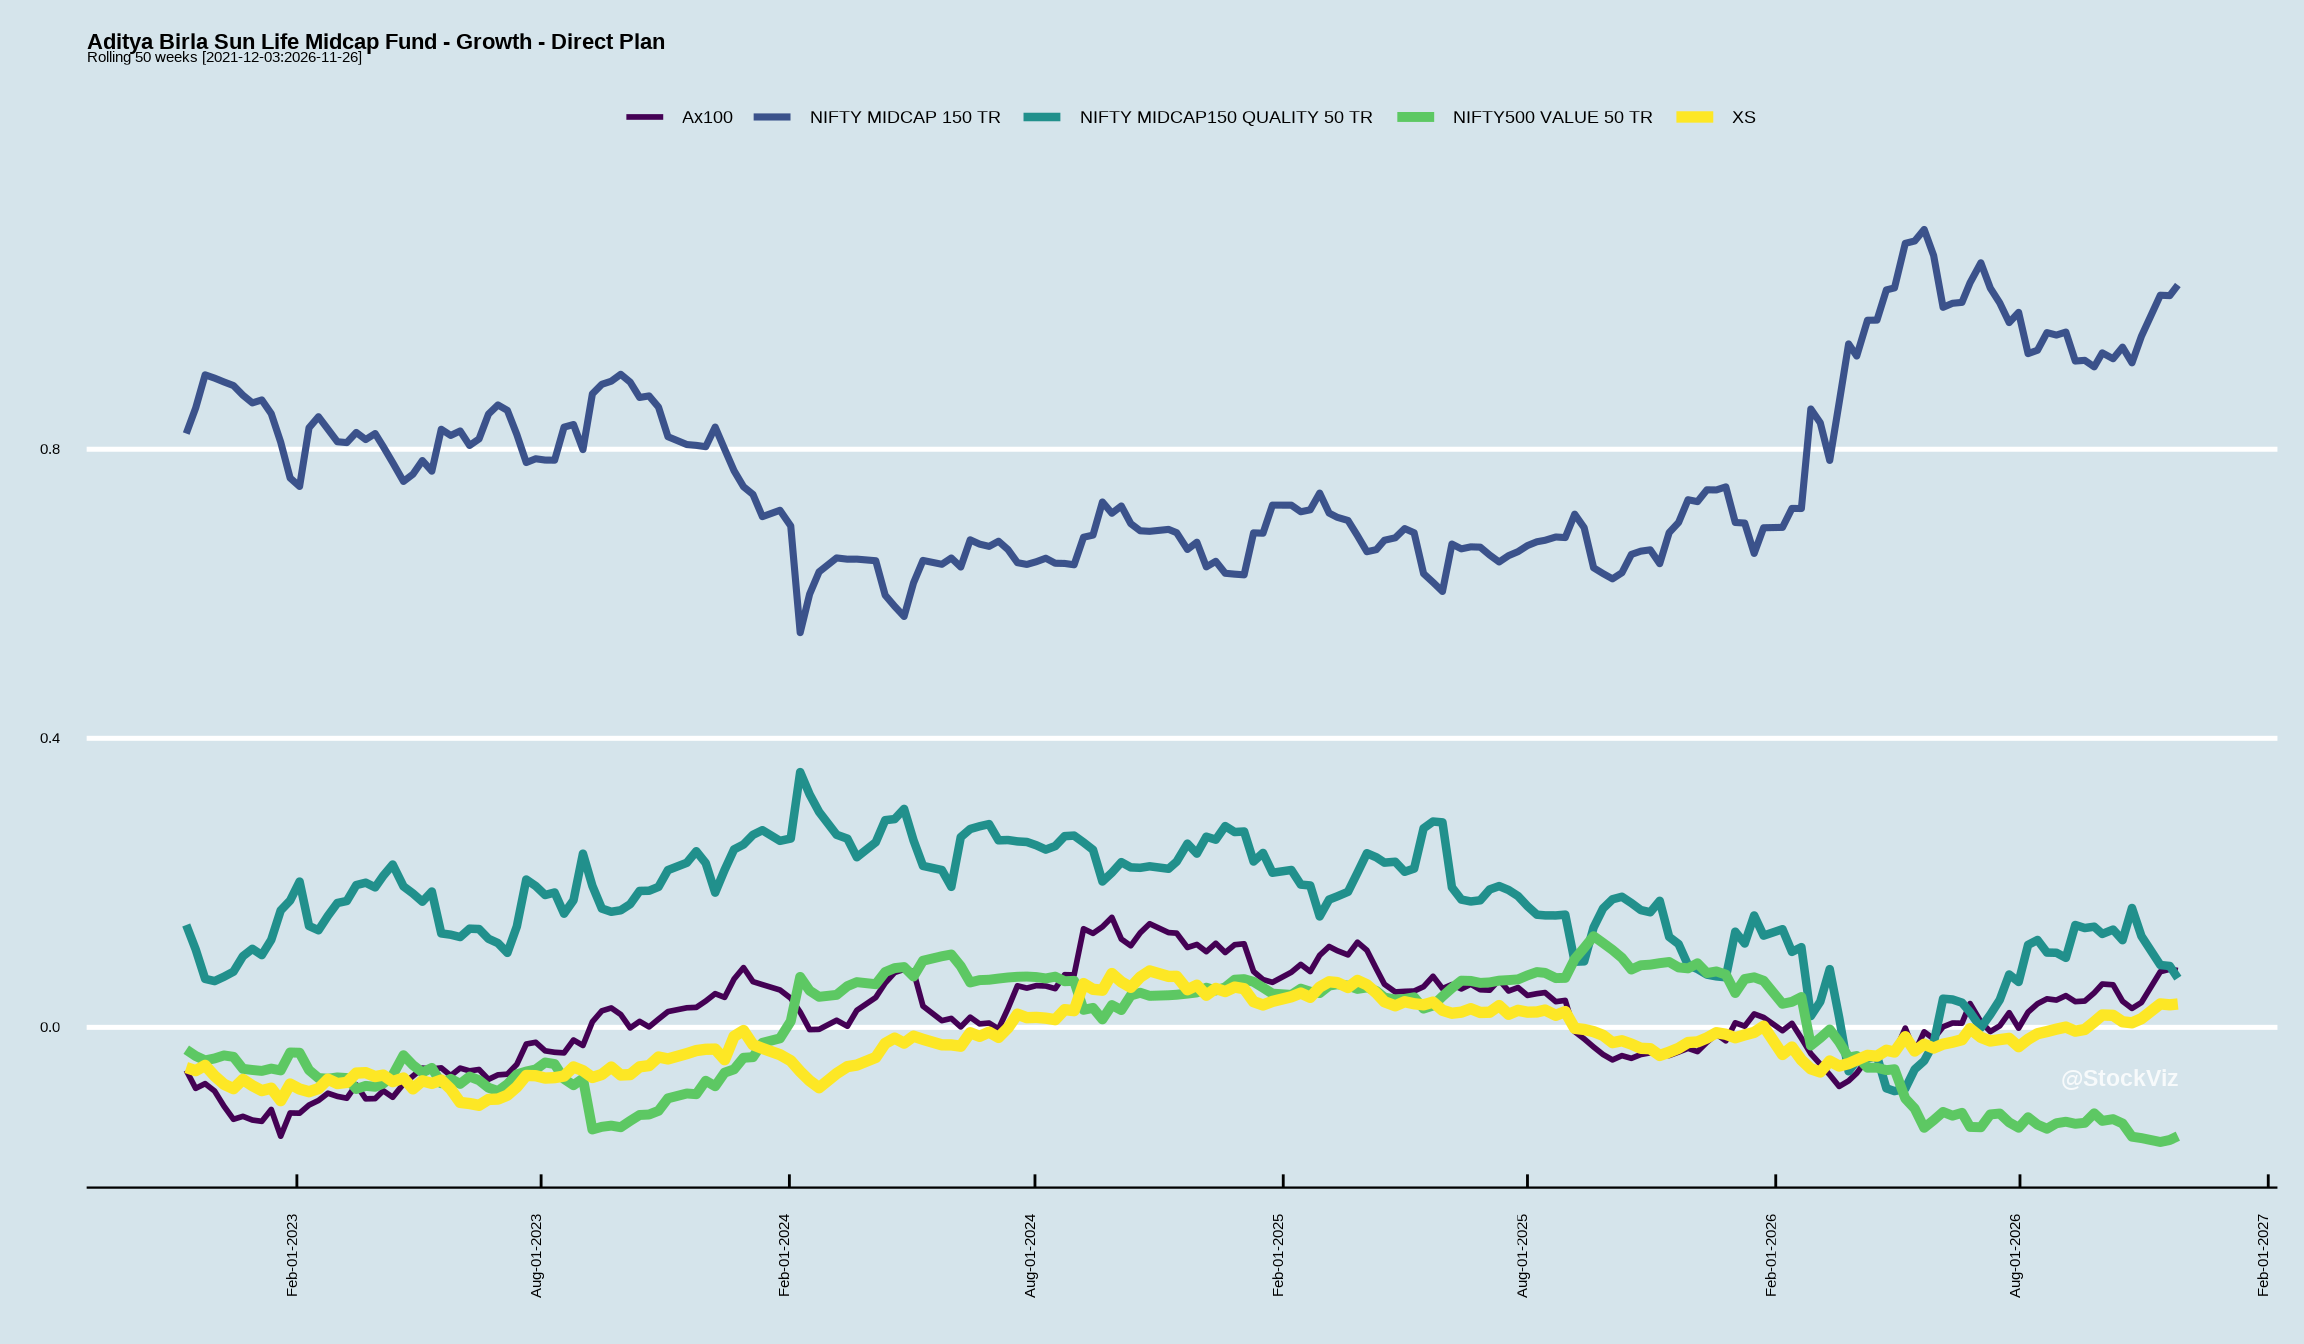 Aditya Birla Sun Life Midcap Fund - Growth - Direct Plan
Rolling 50 weeks [2021-12-03:2026-11-26]
Ax100 NIFTY MIDCAP 150 TR NIFTY MIDCAP150 QUALITY 50 TR NIFTY500 VALUE 50 TR XS
0.8
0.4
0.0
@StockViz
Feb-01-2023
Aug-01-2023
Feb-01-2024
Aug-01-2024
Feb-01-2025
Aug-01-2025
Feb-01-2026
Aug-01-2026
Feb-01-2027